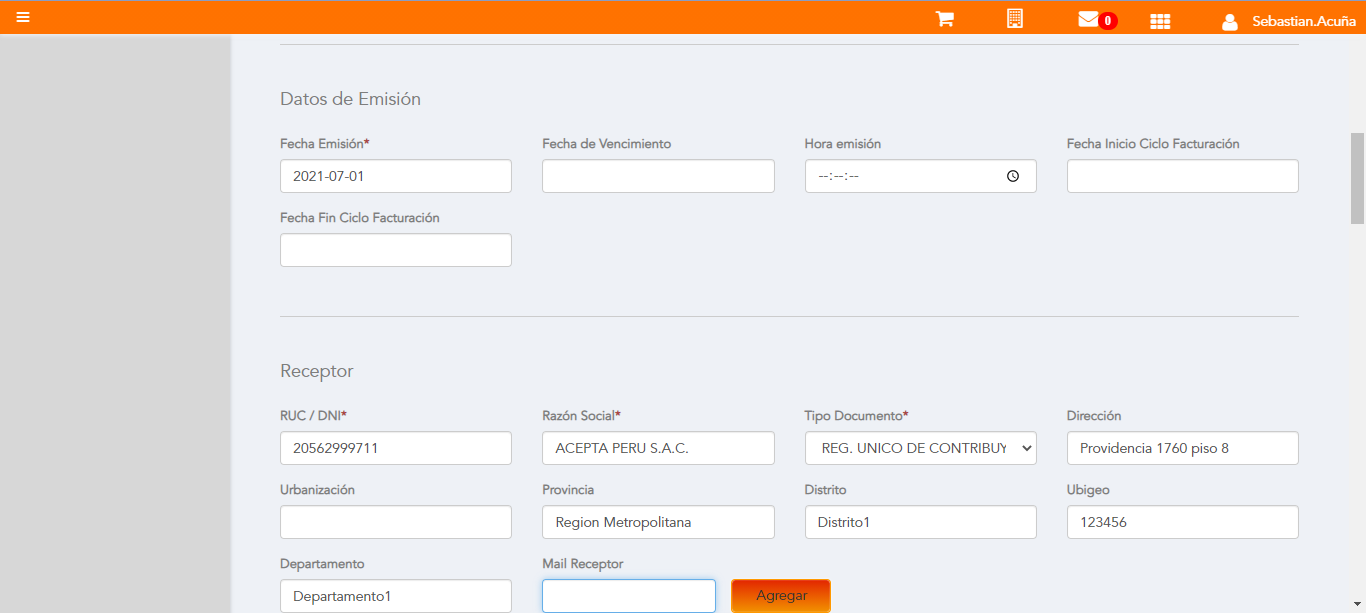 0
Sebastian.Acuña
Datos de Emisión
Fecha Emisión*
Fecha de Vencimiento
Hora emisión
Fecha Inicio Ciclo Facturación
2021-07-01
--:--:--
Fecha Fin Ciclo Facturación
Receptor
RUC / DNI*
Razón Social*
Tipo Documento*
Dirección
20562999711
ACEPTA PERU S.A.C.
REG. UNICO DE CONTRIBUY
Providencia 1760 piso 8
Urbanización
Provincia
Distrito
Ubigeo
Region Metropolitana
Distrito1
123456
Departamento
Mail Receptor
Departamento1
Agregar